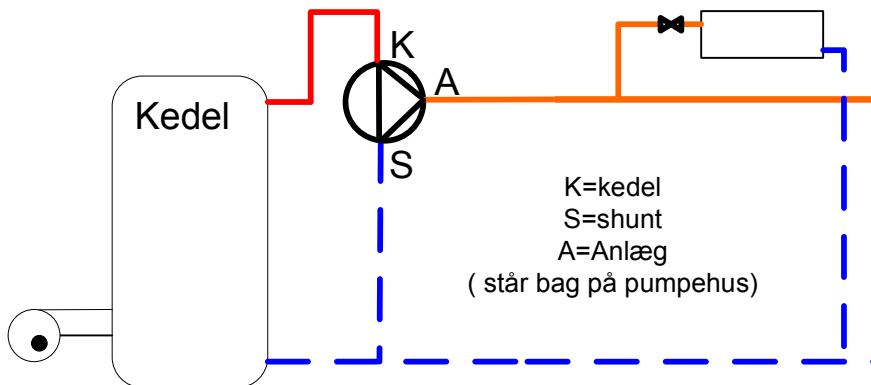 K
Kedel
A
S
K=kedel
S=shunt
A=Anlæg
( står bag på pumpehus)